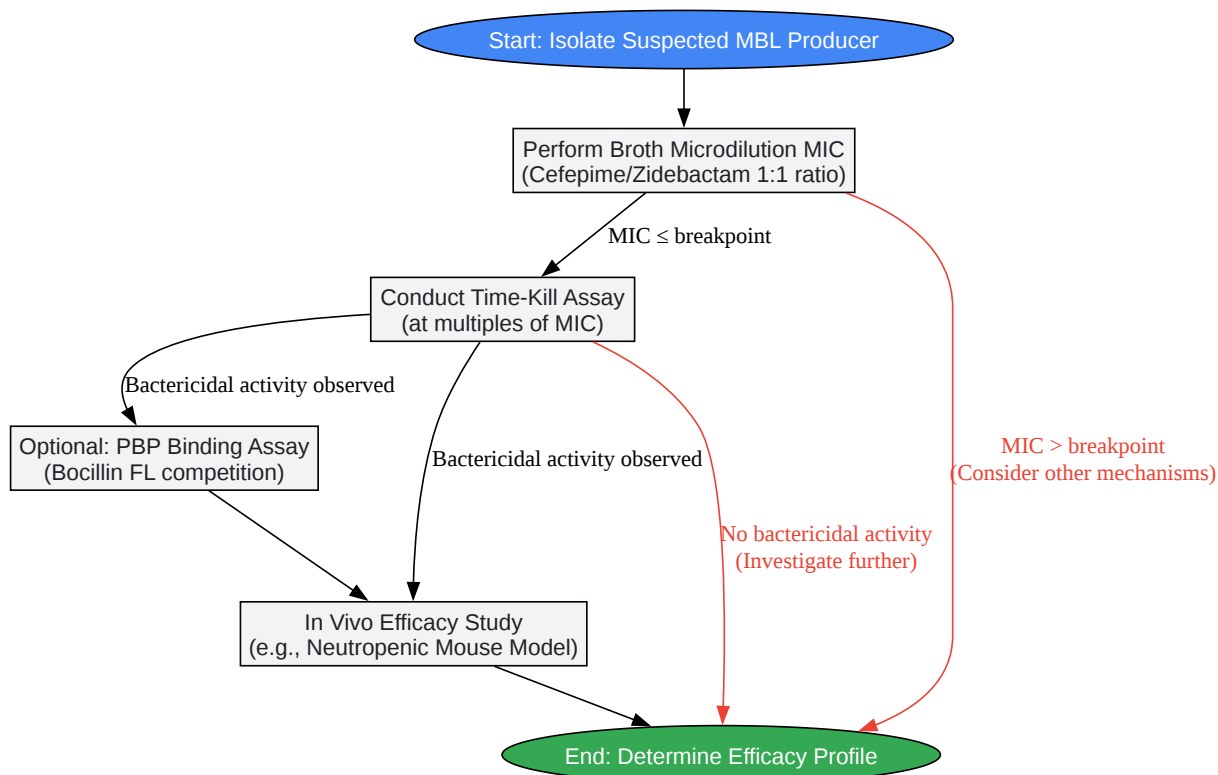 Start: Isolate Suspected MBL Producer
Perform Broth Microdilution MIC
(Cefepime/Zidebactam 1:1 ratio)
MIC ≤ breakpoint
Conduct Time-Kill Assay
(at multiples of MIC)
Bactericidal activity observed
Optional: PBP Binding Assay
(Bocillin FL competition)
Bactericidal activity observed
MIC > breakpoint
(Consider other mechanisms)
No bactericidal activity
(Investigate further)
In Vivo Efficacy Study
(e.g., Neutropenic Mouse Model)
End: Determine Efficacy Profile